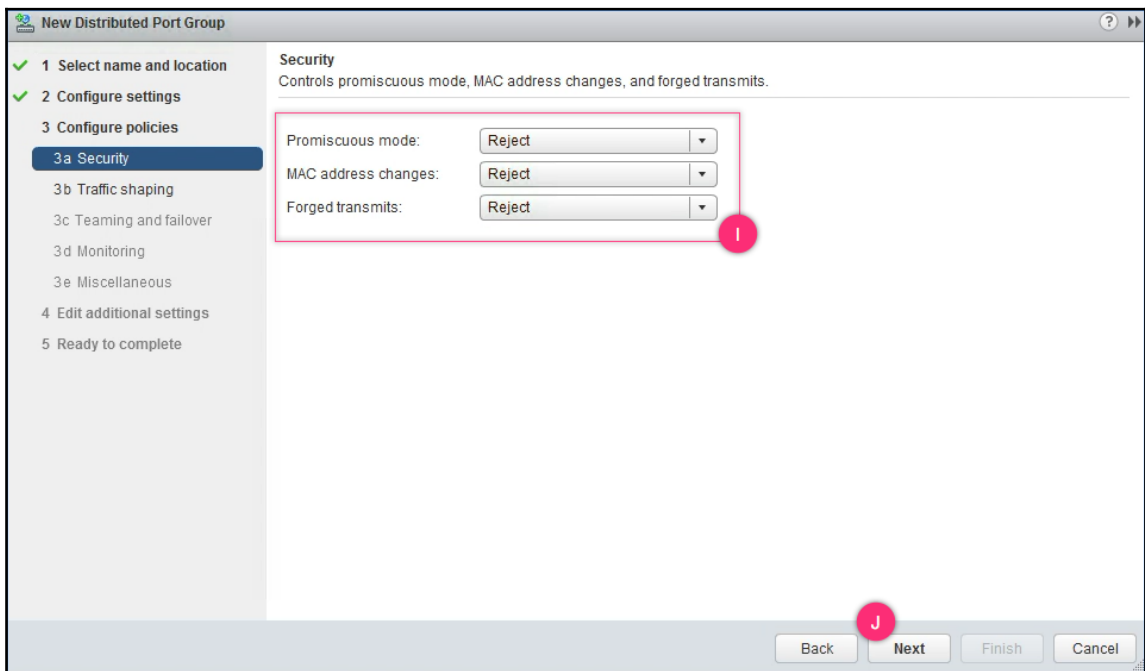 New Distributed Port Group
?
1 Select name and location
2 Configure settings
3 Configure policies
3a Security
3b Traffic shaping
3c Teaming and failover
3d Monitoring
3e Miscellaneous
4 Edit additional settings
5 Ready to complete
Security
Controls promiscuous mode, MAC address changes, and forged transmits.
Promiscuous mode: Reject
MAC address changes: Reject
Forged transmits: Reject
I
J
Back Next Finish Cancel